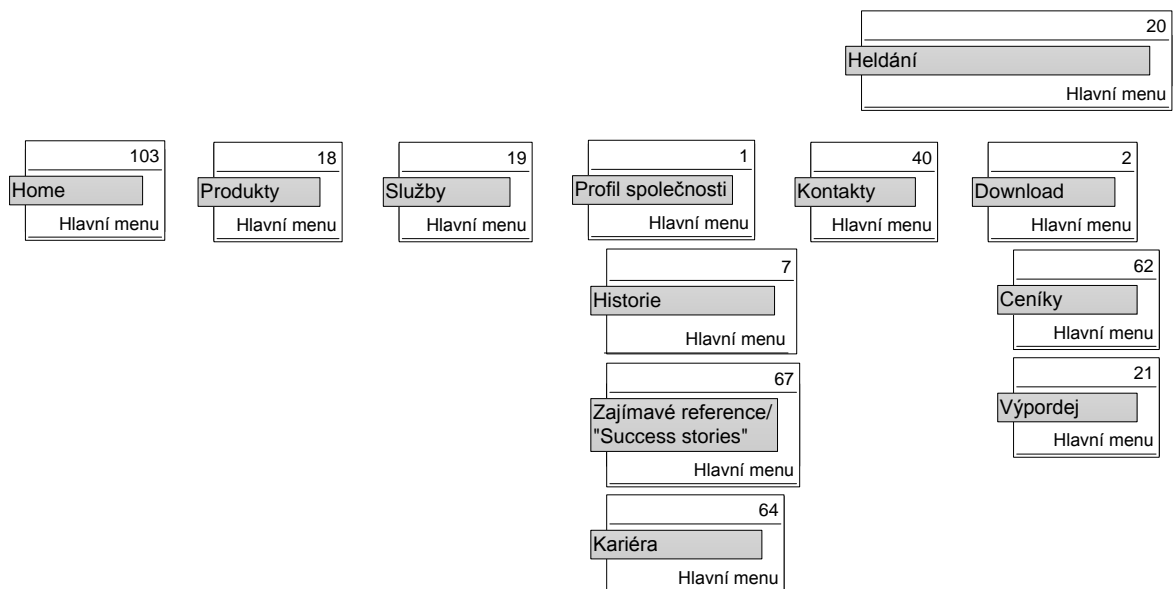 20
Heldání
Hlavní menu
103
Home
Hlavní menu
18
Produkty
Hlavní menu
19
Služby
Hlavní menu
1
Profil společnosti
Hlavní menu
40
Kontakty
Hlavní menu
2
Download
Hlavní menu
7
Historie
Hlavní menu
67
Zajímavé reference/
"Success stories"
Hlavní menu
64
Kariéra
Hlavní menu
62
Ceníky
Hlavní menu
21
Výpordej
Hlavní menu